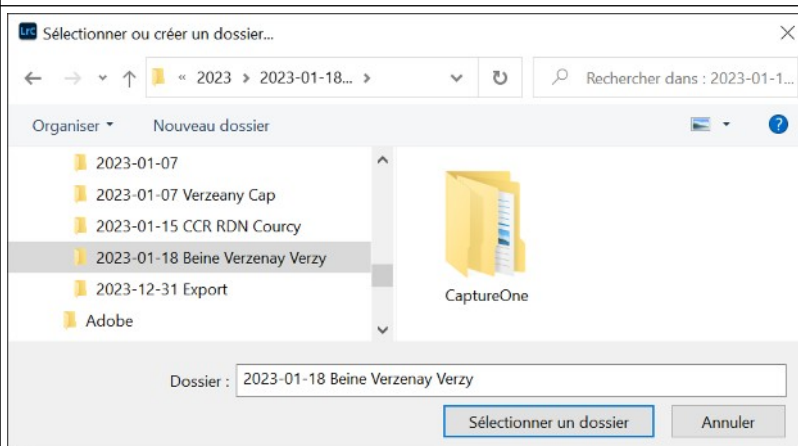 LrC Sélectionner ou créer un dossier...
« 2023 > 2023-01-18... >
Rechercher dans : 2023-01-1...
Organiser
Nouveau dossier
?
2023-01-07
2023-01-07 Verzeany Cap
2023-01-15 CCR RDN Courcy
2023-01-18 Beine Verzenay Verzy
2023-12-31 Export
Adobe
CaptureOne
Dossier : 2023-01-18 Beine Verzenay Verzy
Sélectionner un dossier
Annuler